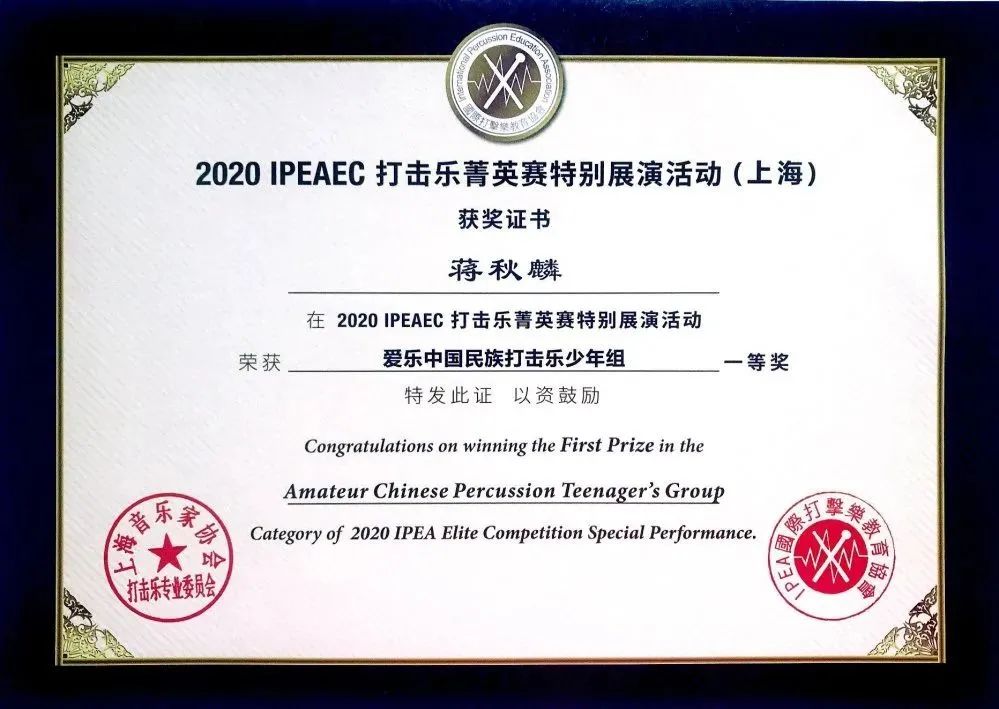 International Percussion Education Association
國際打擊樂教育協會
2020 IPEAEC 打击乐菁英赛特别展演活动（上海）
获奖证书
蒋秋麟
在 2020 IPEAEC 打击乐菁英赛特别展演活动
荣获 爱乐中国民族打击乐少年组 一等奖
特发此证 以资鼓励
Congratulations on winning the First Prize in the
Amateur Chinese Percussion Teenager's Group
Category of 2020 IPEA Elite Competition Special Performance.
上海音乐家协会
打击乐专业委员会
IPEA國際打擊樂教育協會